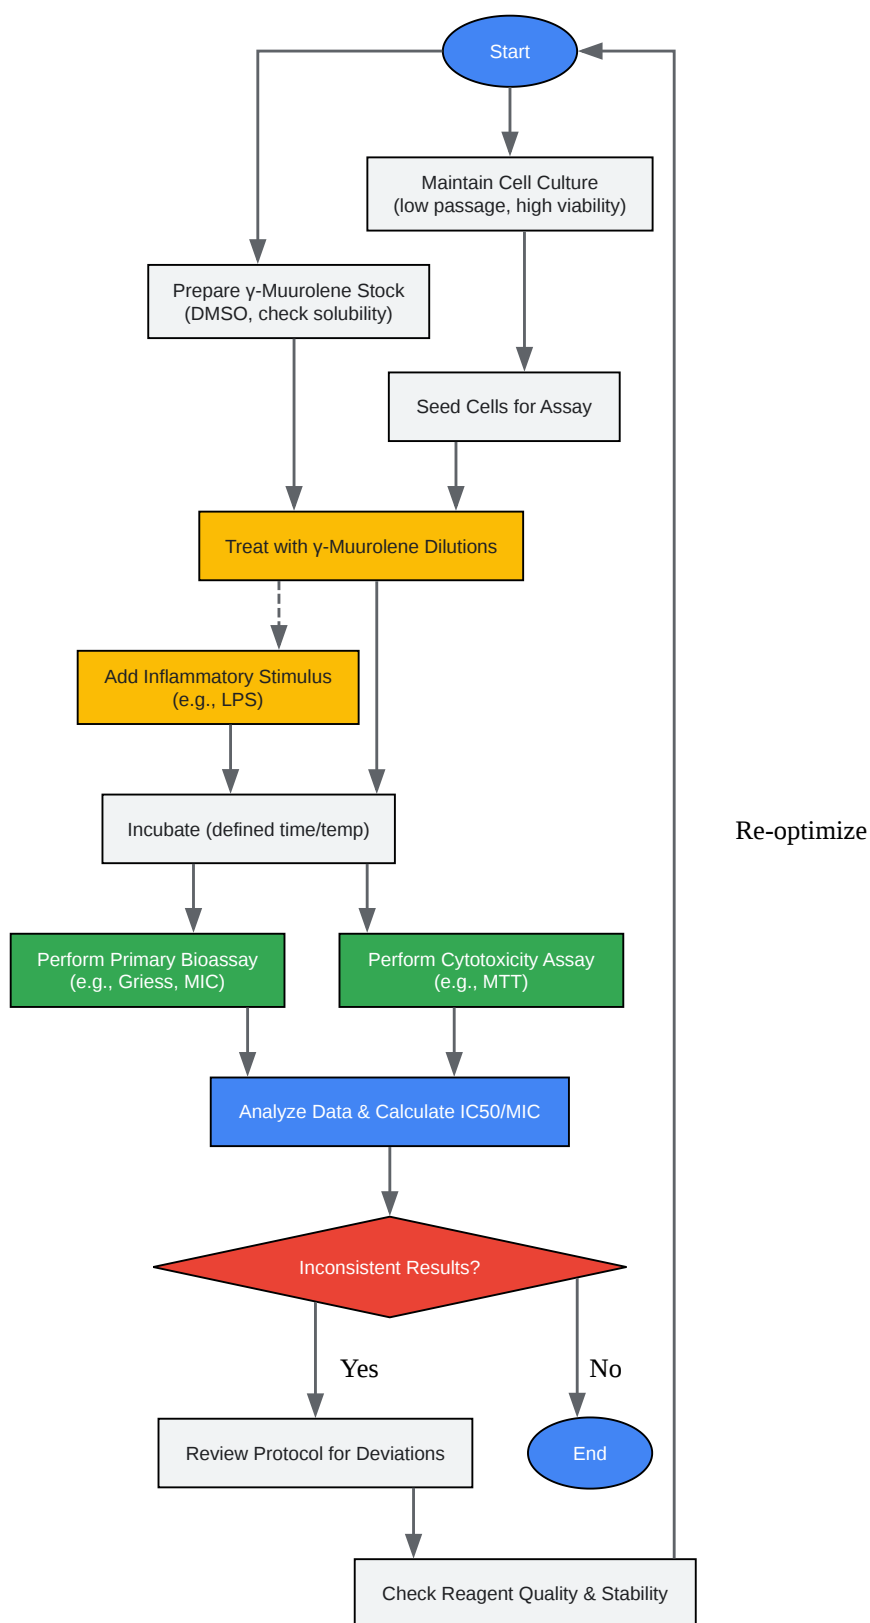 Start
Maintain Cell Culture
(low passage, high viability)
Prepare γ-Muurolene Stock
(DMSO, check solubility)
Seed Cells for Assay
Treat with γ-Muurolene Dilutions
Add Inflammatory Stimulus
(e.g., LPS)
Incubate (defined time/temp)
Re-optimize
Perform Primary Bioassay
(e.g., Griess, MIC)
Perform Cytotoxicity Assay
(e.g., MTT)
Analyze Data & Calculate IC50/MIC
Inconsistent Results?
Yes
No
Review Protocol for Deviations
End
Check Reagent Quality & Stability